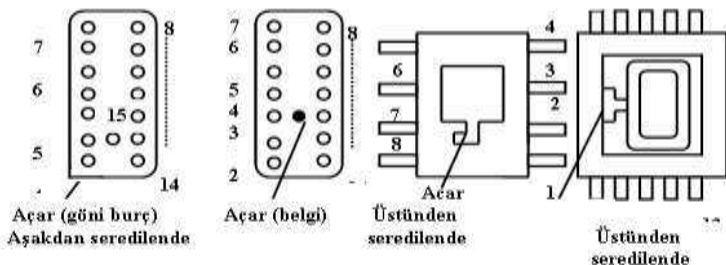 7
6
5
8
15
14
Açar (göni burç)
Aşakdan seredilende
7
6
5
4
3
2
8
Açar (belgi)
6
7
8
4
3
2
Açar
Üstünden
seredilende
1
Üstünden
seredilende